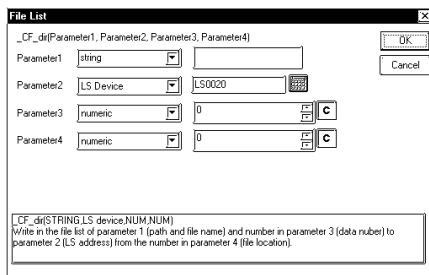 File List
_CF_dir(Parameter1, Parameter2, Parameter3, Parameter4)
OK
Parameter1 string
Cancel
Parameter2 LS Device LS0020
Parameter3 numeric 0 C
Parameter4 numeric 0 C
_CF_dir(STRING,LS device,NUM,NUM)
Write in the file list of parameter 1 (path and file name) and number in parameter 3 (data nuber) to
parameter 2 (LS address) from the number in parameter 4 (file location).